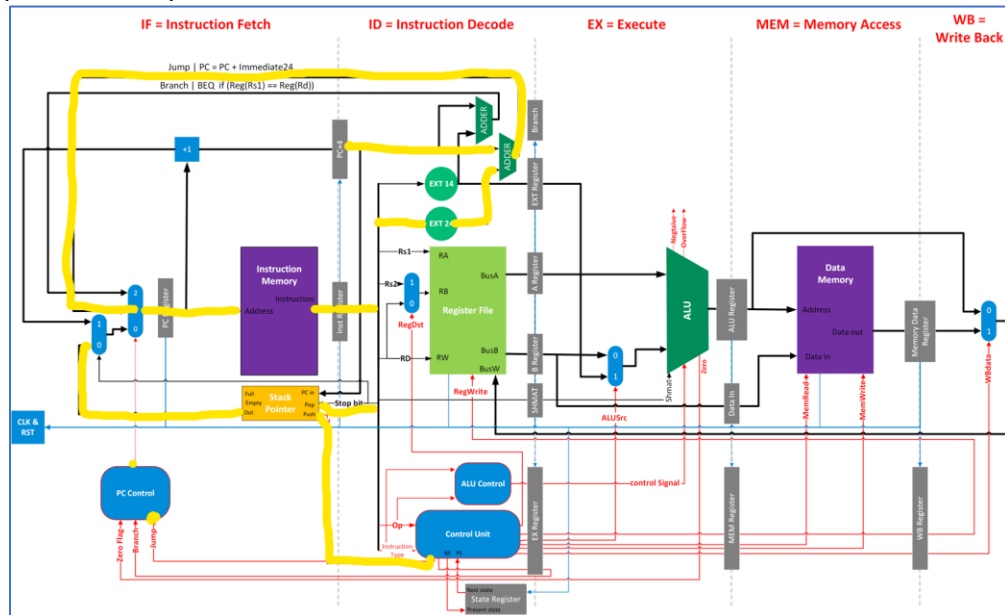 IF = Instruction Fetch
ID = Instruction Decode
EX = Execute
MEM = Memory Access
WB =
Write Back
Jump | PC = PC + Immediate24
Branch | BEQ if (Reg(Rs1) == Reg(Rd))
ADDER
ADDER
Branch
+1
PC+4
EXT 14
EXT 24
EXT Register
Negtaive
Overflow
Instruction
Memory
Instruction
Address
PC Register
Inst Register
2
1
0
1
0
Rs1
RA
Rs2
1
0
RB
RegDst
Register File
BusA
BusB
BusW
RD
RW
RegWrite
A Register
B Register
SHMAT
0
1
ALUSrc
ALU
Zero
Shmat
ALU Register
Data In
Data
Memory
Address
Data out
Data In
MemRead
MemWrite
Memory Data
Register
0
1
WBdata
Full
Empty
Out
Stack
Pointer
PC In
Pop
Push
Stop bit
CLK &
RST
PC Control
Zero Flag
Branch
Jump
ALU Control
control Signal
Op
Instruction
Type
Control Unit
NS
PS
EX Register
MEM Register
WB Register
Next state
State Register
Present state